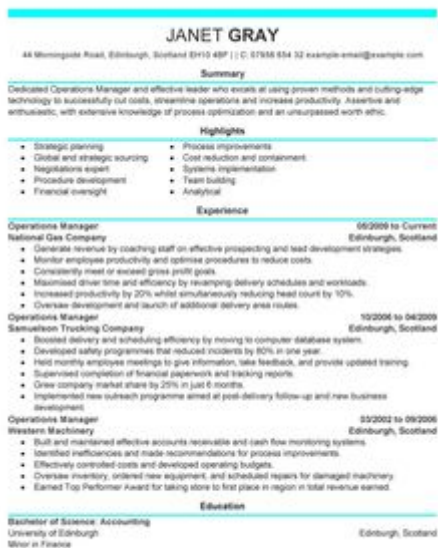 JANET GRAY
44 Morningside Road, Edinburgh, Scotland EH10 4BF | | C: 07956 654 32 example-email@example.com
Summary
Dedicated Operations Manager and effective leader who excels at using proven methods and cutting-edge
technology to successfully cut costs, streamline operations and increase productivity. Assertive and
enthusiastic, with extensive knowledge of process optimization and an unsurpassed worth ethic.
Highlights
• Strategic planning
• Global and strategic sourcing
• Negotiations expert
• Procedure development
• Financial oversight
• Process improvements
• Cost reduction and containment
• Systems implementation
• Team building
• Analytical
Experience
Operations Manager 05/2009 to Current
National Gas Company Edinburgh, Scotland
• Generate revenue by coaching staff on effective prospecting and lead development strategies.
• Monitor employee productivity and optimise procedures to reduce costs.
• Consistently meet or exceed gross profit goals.
• Maximised driver time and efficiency by revamping delivery schedules and workloads.
• Increased productivity by 20% whilst simultaneously reducing head count by 10%.
• Oversaw development and launch of additional delivery area routes.
Operations Manager 10/2006 to 04/2009
Samuelson Trucking Company Edinburgh, Scotland
• Boosted delivery and scheduling efficiency by moving to computer database system.
• Developed safety programmes that reduced incidents by 80% in one year.
• Held monthly employee meetings to give information, take feedback, and provide updated training.
• Supervised completion of financial paperwork and tracking reports.
• Grew company market share by 25% in just 6 months.
• Implemented new outreach programme aimed at post-delivery follow-up and new business
development.
Operations Manager 03/2002 to 09/2006
Western Machinery Edinburgh, Scotland
• Built and maintained effective accounts receivable and cash flow monitoring systems.
• Identified inefficiencies and made recommendations for process improvements.
• Effectively controlled costs and developed operating budgets.
• Oversaw inventory, ordered new equipment, and scheduled repairs for damaged machinery.
• Earned Top Performer Award for taking store to first place in region in total revenue earned.
Education
Bachelor of Science: Accounting
University of Edinburgh Edinburgh, Scotland
Minor in Finance